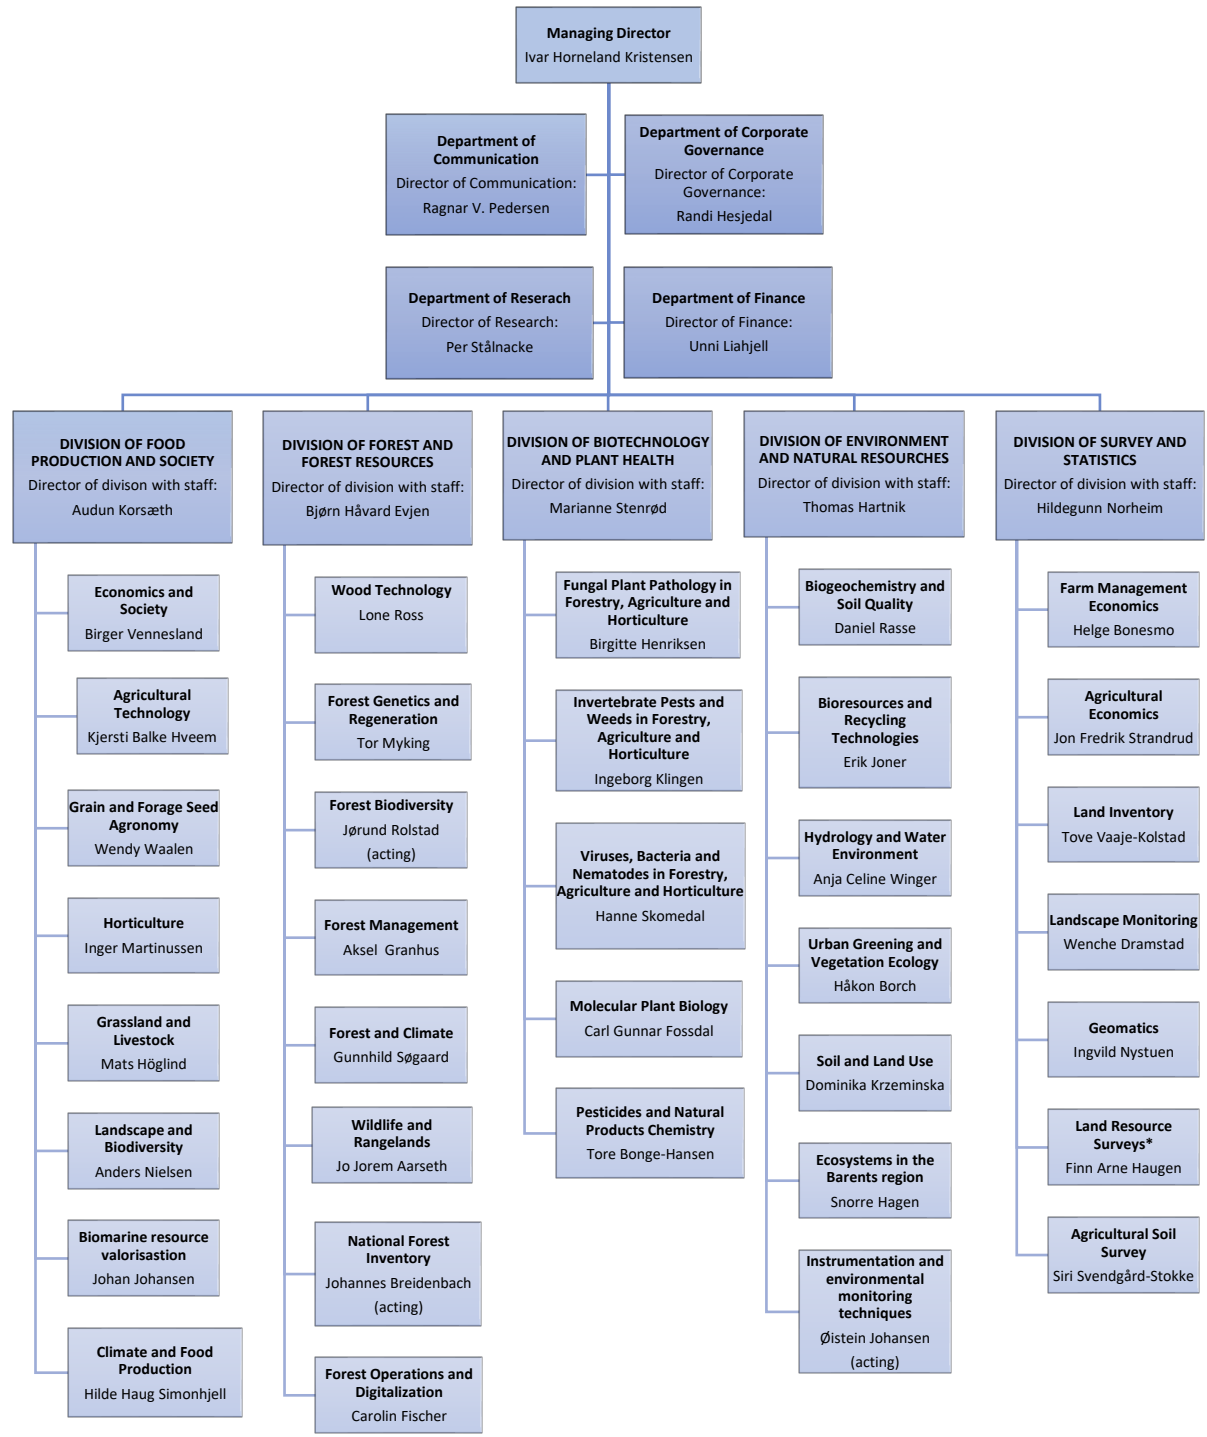 Managing Director
Ivar Horneland Kristensen
Department of
Communication
Director of Communication:
Ragnar V. Pedersen
Department of Corporate
Governance
Director of Corporate
Governance:
Randi Hesjedal
Department of Reserach
Director of Research:
Per Stålnacke
Department of Finance
Director of Finance:
Unni Liahjell
DIVISION OF FOOD
PRODUCTION AND SOCIETY
Director of divison with staff:
Audun Korsæth
Economics and
Society
Birger Vennesland
Agricultural
Technology
Kjersti Balke Hveem
Grain and Forage Seed
Agronomy
Wendy Waalen
Horticulture
Inger Martinussen
Grassland and
Livestock
Mats Höglind
Landscape and
Biodiversity
Anders Nielsen
Biomarine resource
valorisastion
Johan Johansen
Climate and Food
Production
Hilde Haug Simonhjell
DIVISION OF FOREST AND
FOREST RESOURCES
Director of division with staff:
Bjørn Håvard Evjen
Wood Technology
Lone Ross
Forest Genetics and
Regeneration
Tor Myking
Forest Biodiversity
Jørund Rolstad
(acting)
Forest Management
Aksel  Granhus
Forest and Climate
Gunnhild Søgaard
Wildlife and
Rangelands
Jo Jorem Aarseth
National Forest
Inventory
Johannes Breidenbach
(acting)
Forest Operations and
Digitalization
Carolin Fischer
DIVISION OF BIOTECHNOLOGY
AND PLANT HEALTH
Director of division with staff:
Marianne Stenrød
Fungal Plant Pathology in
Forestry, Agriculture and
Horticulture
Birgitte Henriksen
Invertebrate Pests and
Weeds in Forestry,
Agriculture and
Horticulture
Ingeborg Klingen
Viruses, Bacteria and
Nematodes in Forestry,
Agriculture and Horticulture
Hanne Skomedal
Molecular Plant Biology
Carl Gunnar Fossdal
Pesticides and Natural
Products Chemistry
Tore Bonge-Hansen
DIVISION OF ENVIRONMENT
AND NATURAL RESOURCHES
Director of division with staff:
Thomas Hartnik
Biogeochemistry and
Soil Quality
Daniel Rasse
Bioresources and
Recycling
Technologies
Erik Joner
Hydrology and Water
Environment
Anja Celine Winger
Urban Greening and
Vegetation Ecology
Håkon Borch
Soil and Land Use
Dominika Krzeminska
Ecosystems in the
Barents region
Snorre Hagen
Instrumentation and
environmental
monitoring
techniques
Øistein Johansen
(acting)
DIVISION OF SURVEY AND
STATISTICS
Director of division with staff:
Hildegunn Norheim
Farm Management
Economics
Helge Bonesmo
Agricultural
Economics
Jon Fredrik Strandrud
Land Inventory
Tove Vaaje-Kolstad
Landscape Monitoring
Wenche Dramstad
Geomatics
Ingvild Nystuen
Land Resource
Surveys*
Finn Arne Haugen
Agricultural Soil
Survey
Siri Svendgård-Stokke